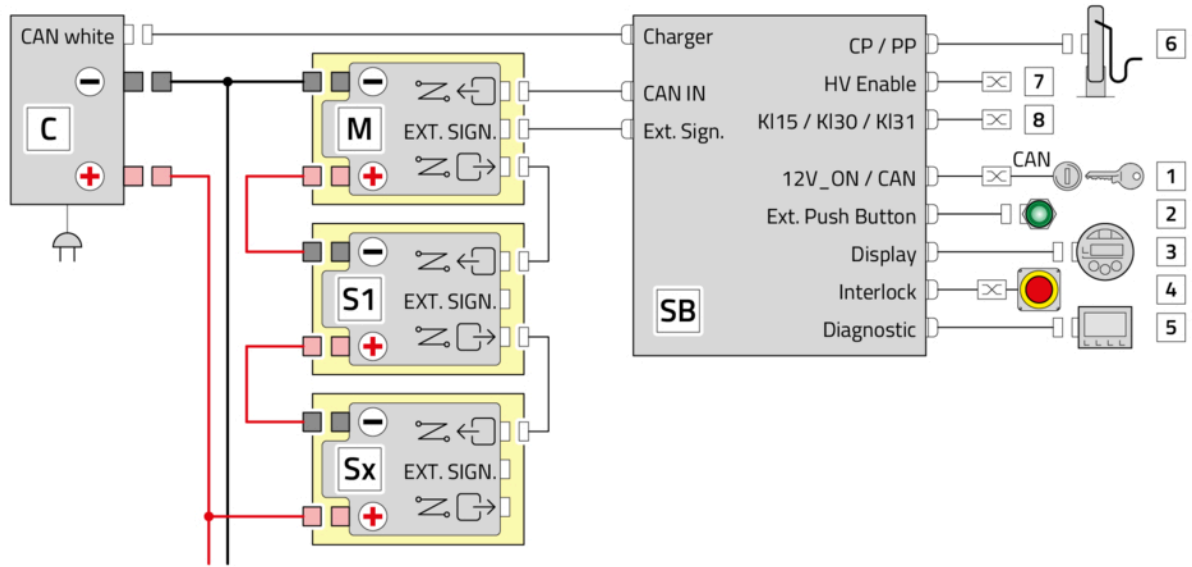 CAN white
C
M
EXT. SIGN.
S1
EXT. SIGN.
Sx
EXT. SIGN.
Charger
CAN IN
Ext. Sign.
SB
CP / PP
6
HV Enable
7
Kl15 / Kl30 / Kl31
8
12V_ON / CAN
CAN
1
Ext. Push Button
2
Display
3
Interlock
4
Diagnostic
5